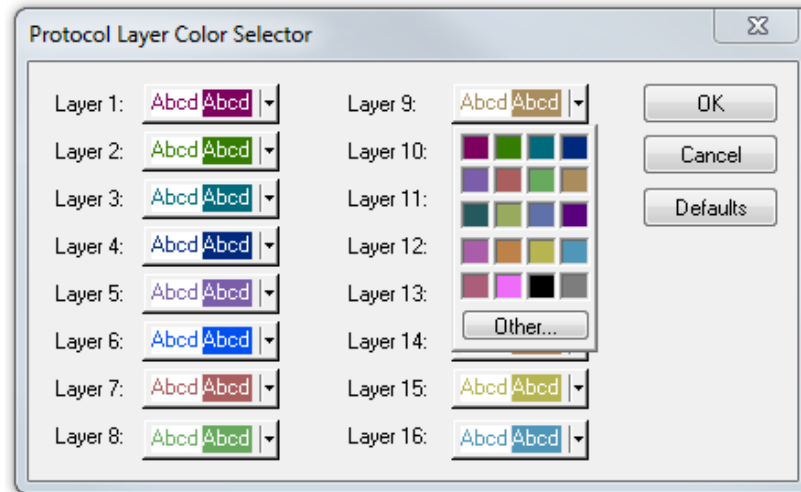 Protocol Layer Color Selector
Layer 1: Abcd Abcd
Layer 2: Abcd Abcd
Layer 3: Abcd Abcd
Layer 4: Abcd Abcd
Layer 5: Abcd Abcd
Layer 6: Abcd Abcd
Layer 7: Abcd Abcd
Layer 8: Abcd Abcd
Layer 9: Abcd Abcd
Layer 10:
Layer 11:
Layer 12:
Layer 13:
Layer 14:
Layer 15: Abcd Abcd
Layer 16: Abcd Abcd
Other...
OK
Cancel
Defaults